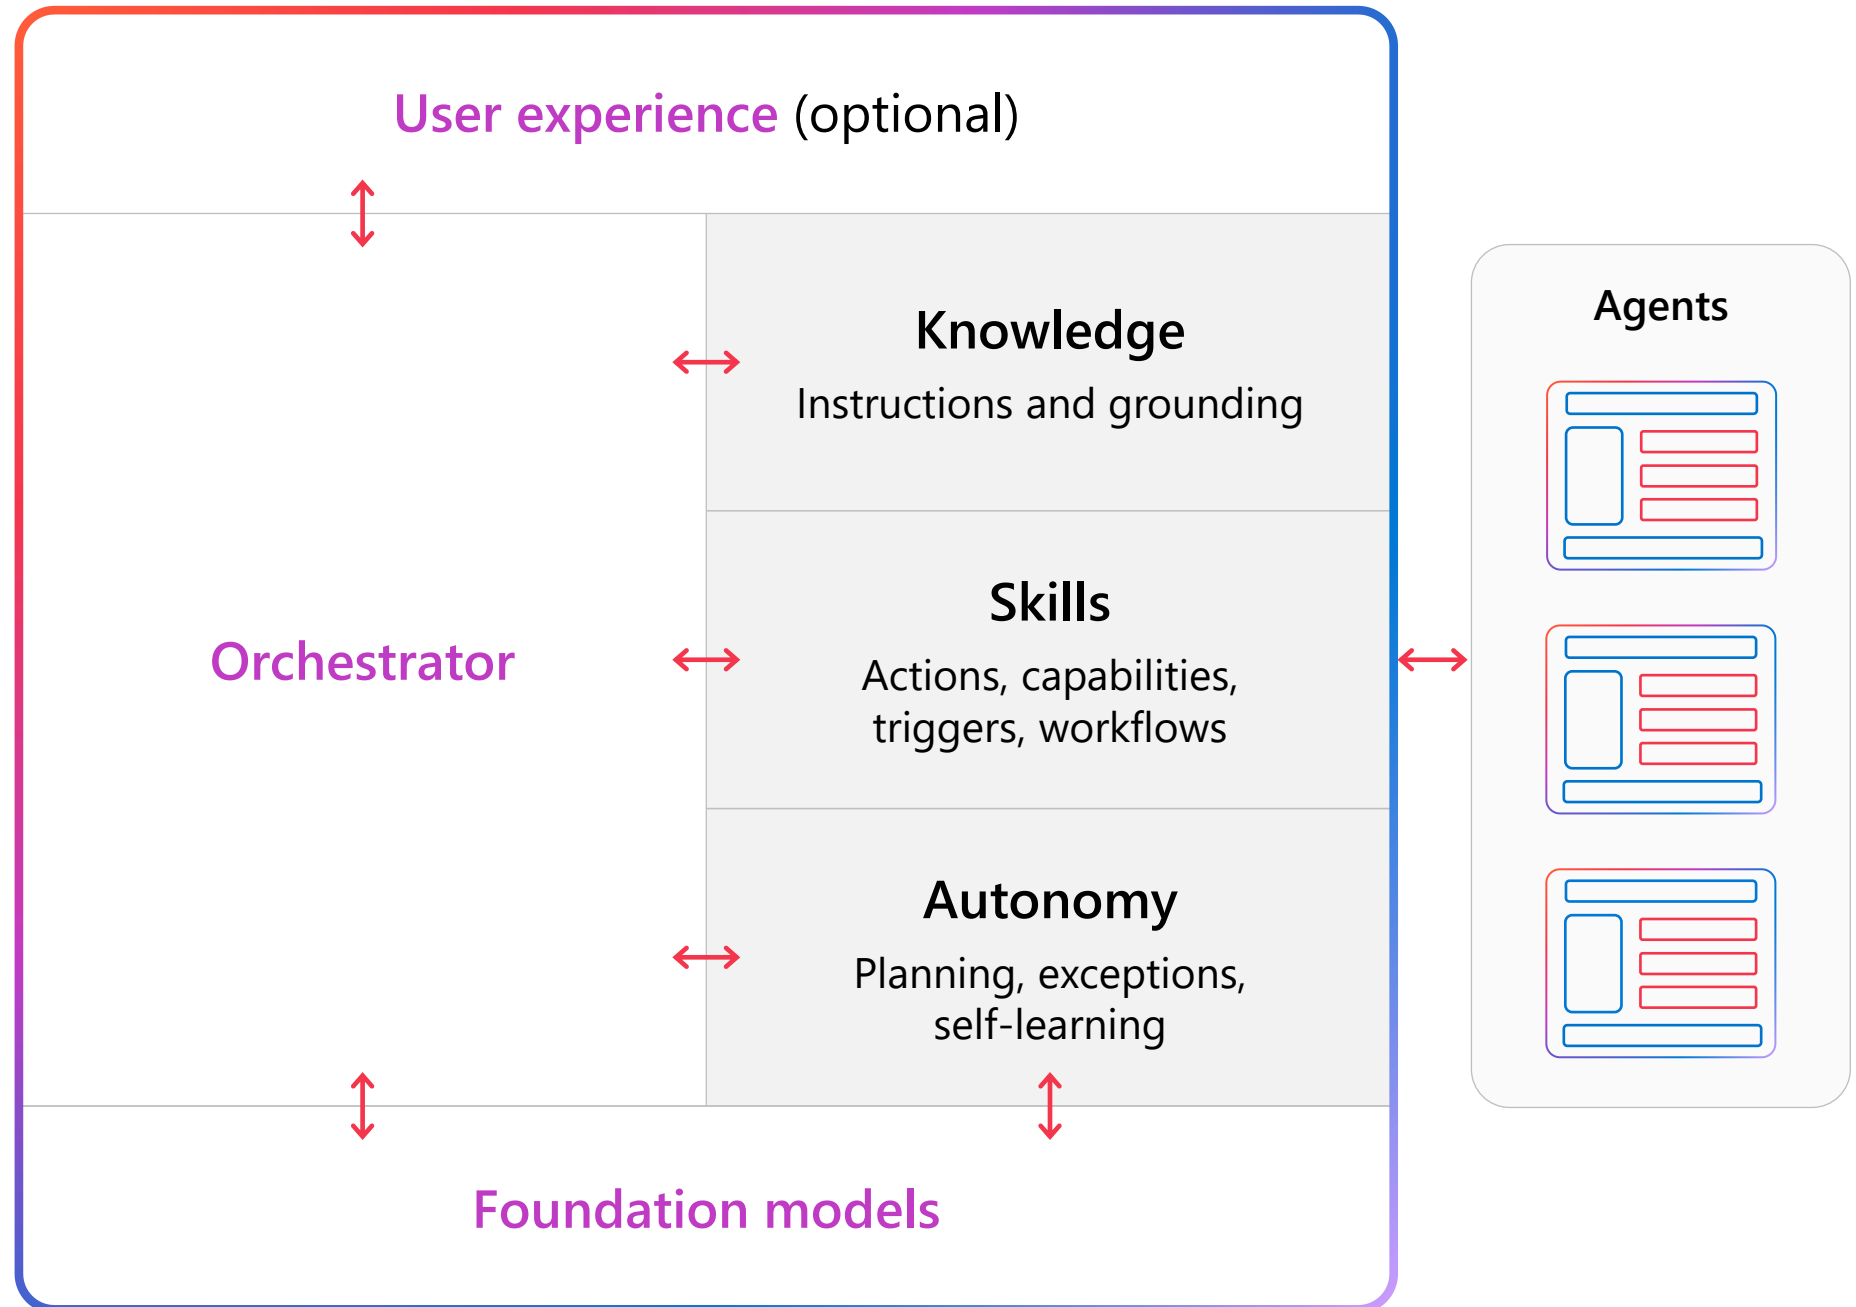 User experience (optional)
Orchestrator
Knowledge
Instructions and grounding
Skills
Actions, capabilities,
triggers, workflows
Autonomy
Planning, exceptions,
self-learning
Foundation models
Agents